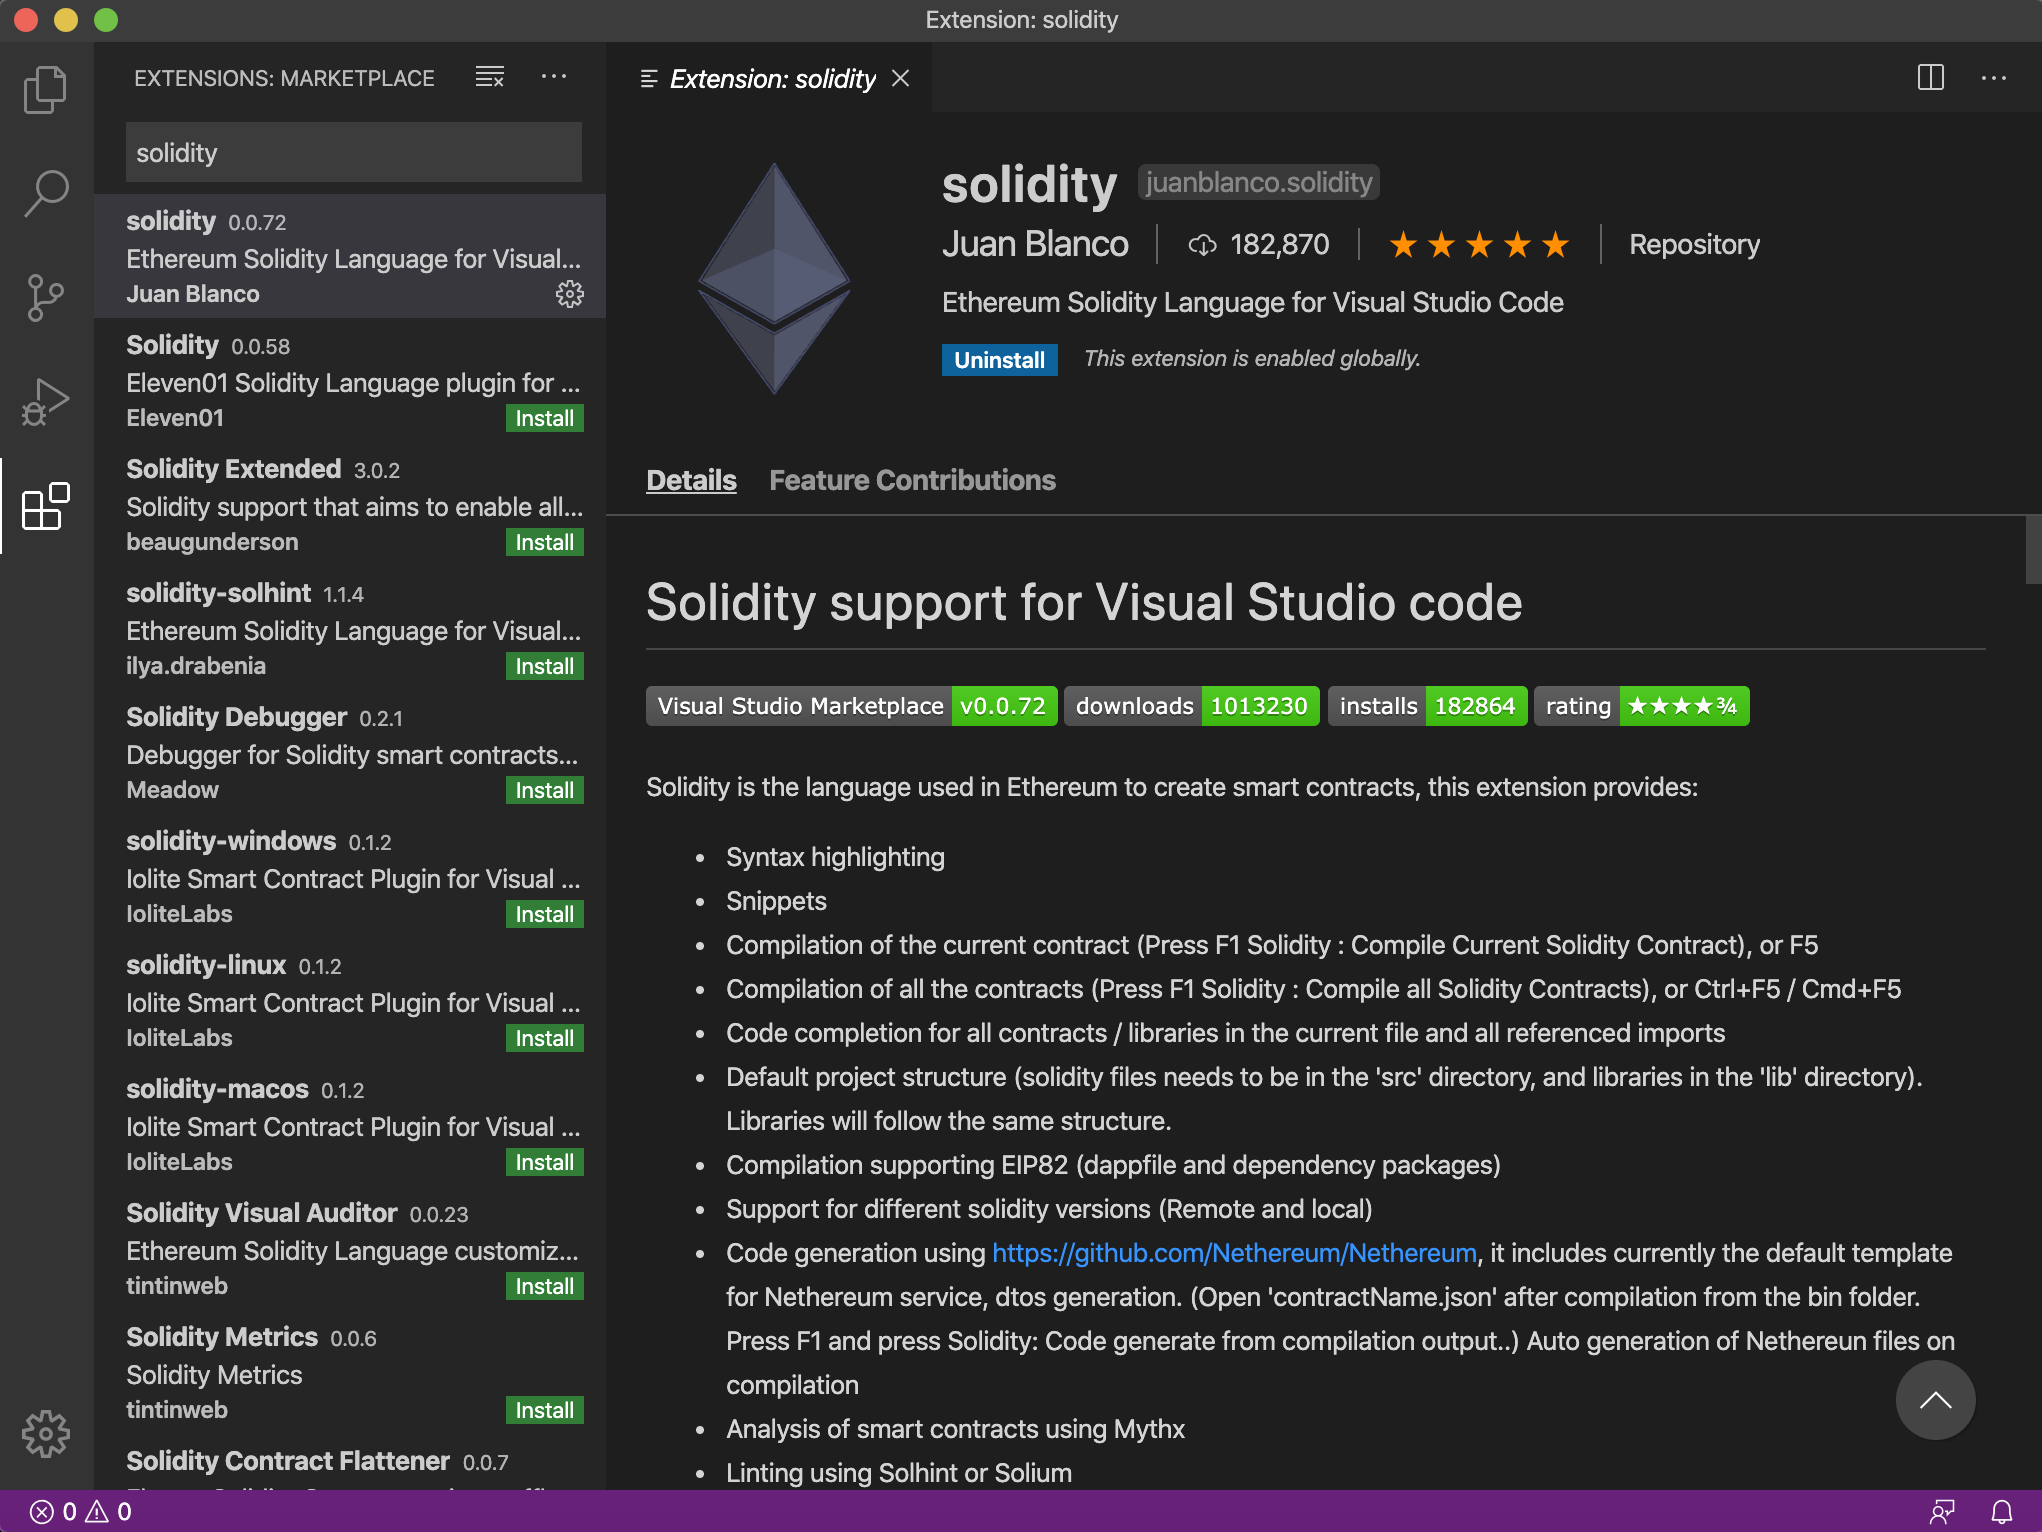 Extension: solidity
EXTENSIONS: MARKETPLACE
solidity
solidity 0.0.72
Ethereum Solidity Language for Visual...
Juan Blanco
Solidity 0.0.58
Eleven01 Solidity Language plugin for ...
Eleven01 Install
Solidity Extended 3.0.2
Solidity support that aims to enable all...
beaugunderson Install
solidity-solhint 1.1.4
Ethereum Solidity Language for Visual...
ilya.drabenia Install
Solidity Debugger 0.2.1
Debugger for Solidity smart contracts...
Meadow Install
solidity-windows 0.1.2
Iolite Smart Contract Plugin for Visual ...
IoliteLabs Install
solidity-linux 0.1.2
Iolite Smart Contract Plugin for Visual ...
IoliteLabs Install
solidity-macos 0.1.2
Iolite Smart Contract Plugin for Visual ...
IoliteLabs Install
Solidity Visual Auditor 0.0.23
Ethereum Solidity Language customiz...
tintinweb Install
Solidity Metrics 0.0.6
Solidity Metrics
tintinweb Install
Solidity Contract Flattener 0.0.7
Extension: solidity
solidity juanblanco.solidity
Juan Blanco 182,870 ★★★★★ Repository
Ethereum Solidity Language for Visual Studio Code
Uninstall This extension is enabled globally.
Details Feature Contributions
Solidity support for Visual Studio code
Visual Studio Marketplace v0.0.72 downloads 1013230 installs 182864 rating ★★★★¾
Solidity is the language used in Ethereum to create smart contracts, this extension provides:
• Syntax highlighting
• Snippets
• Compilation of the current contract (Press F1 Solidity : Compile Current Solidity Contract), or F5
• Compilation of all the contracts (Press F1 Solidity : Compile all Solidity Contracts), or Ctrl+F5 / Cmd+F5
• Code completion for all contracts / libraries in the current file and all referenced imports
• Default project structure (solidity files needs to be in the 'src' directory, and libraries in the 'lib' directory).
Libraries will follow the same structure.
• Compilation supporting EIP82 (dappfile and dependency packages)
• Support for different solidity versions (Remote and local)
• Code generation using https://github.com/Nethereum/Nethereum, it includes currently the default template
for Nethereum service, dtos generation. (Open 'contractName.json' after compilation from the bin folder.
Press F1 and press Solidity: Code generate from compilation output..) Auto generation of Nethereun files on
compilation
• Analysis of smart contracts using Mythx
• Linting using Solhint or Solium
0 0